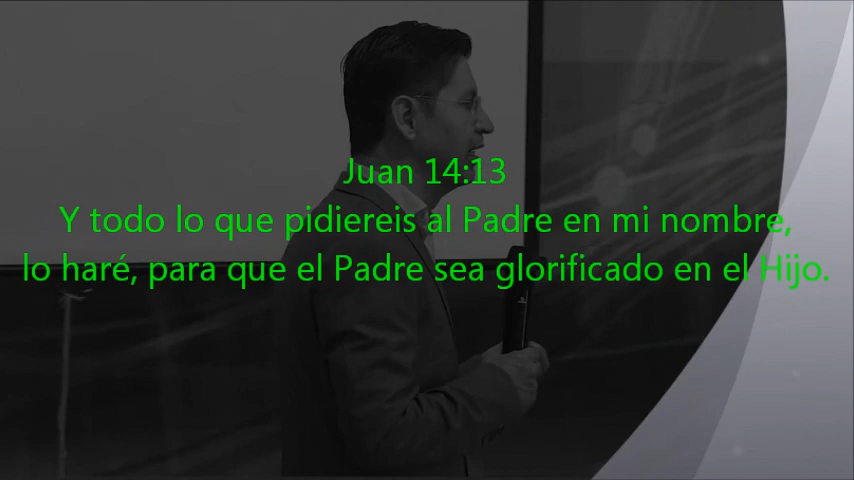 Juan 14:13
Y todo lo que pidiereis al Padre en mi nombre,
lo haré, para que el Padre sea glorificado en el Hijo.